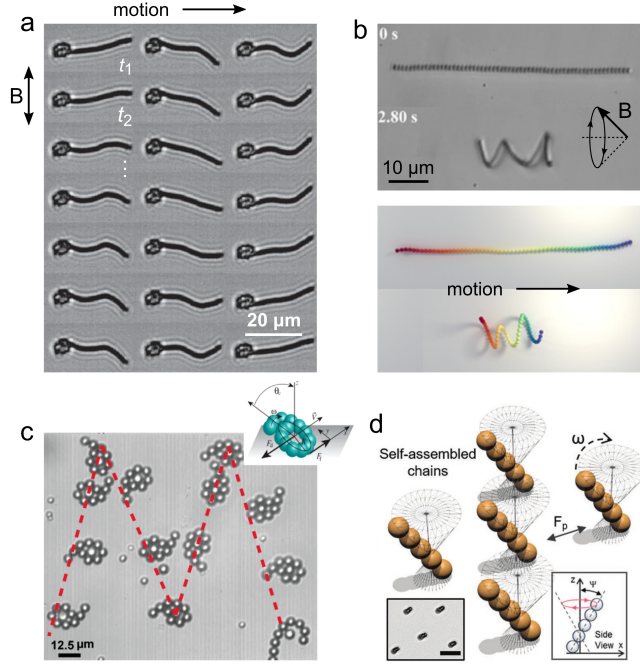 motion
a
B
t1
t2
⋮
20 μm
b
0 s
2.80 s
B
10 μm
motion
c
12.5 μm
d
Self-assembled
chains
ω
Fp
z
Ψ
Side
View
x